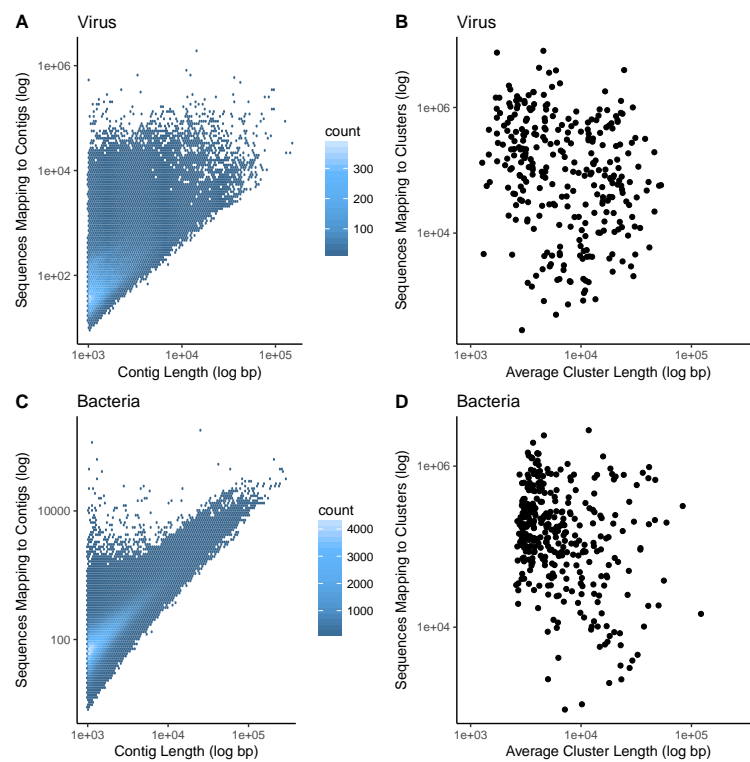 A Virus
Sequences Mapping to Contigs (log)
1e+06
1e+04
1e+02
1e+03 1e+04 1e+05
Contig Length (log bp)
count
300
200
100
B Virus
Sequences Mapping to Clusters (log)
1e+06
1e+04
1e+03 1e+04 1e+05
Average Cluster Length (log bp)
C Bacteria
Sequences Mapping to Contigs (log)
10000
100
1e+03 1e+04 1e+05
Contig Length (log bp)
count
4000
3000
2000
1000
D Bacteria
Sequences Mapping to Clusters (log)
1e+06
1e+04
1e+03 1e+04 1e+05
Average Cluster Length (log bp)